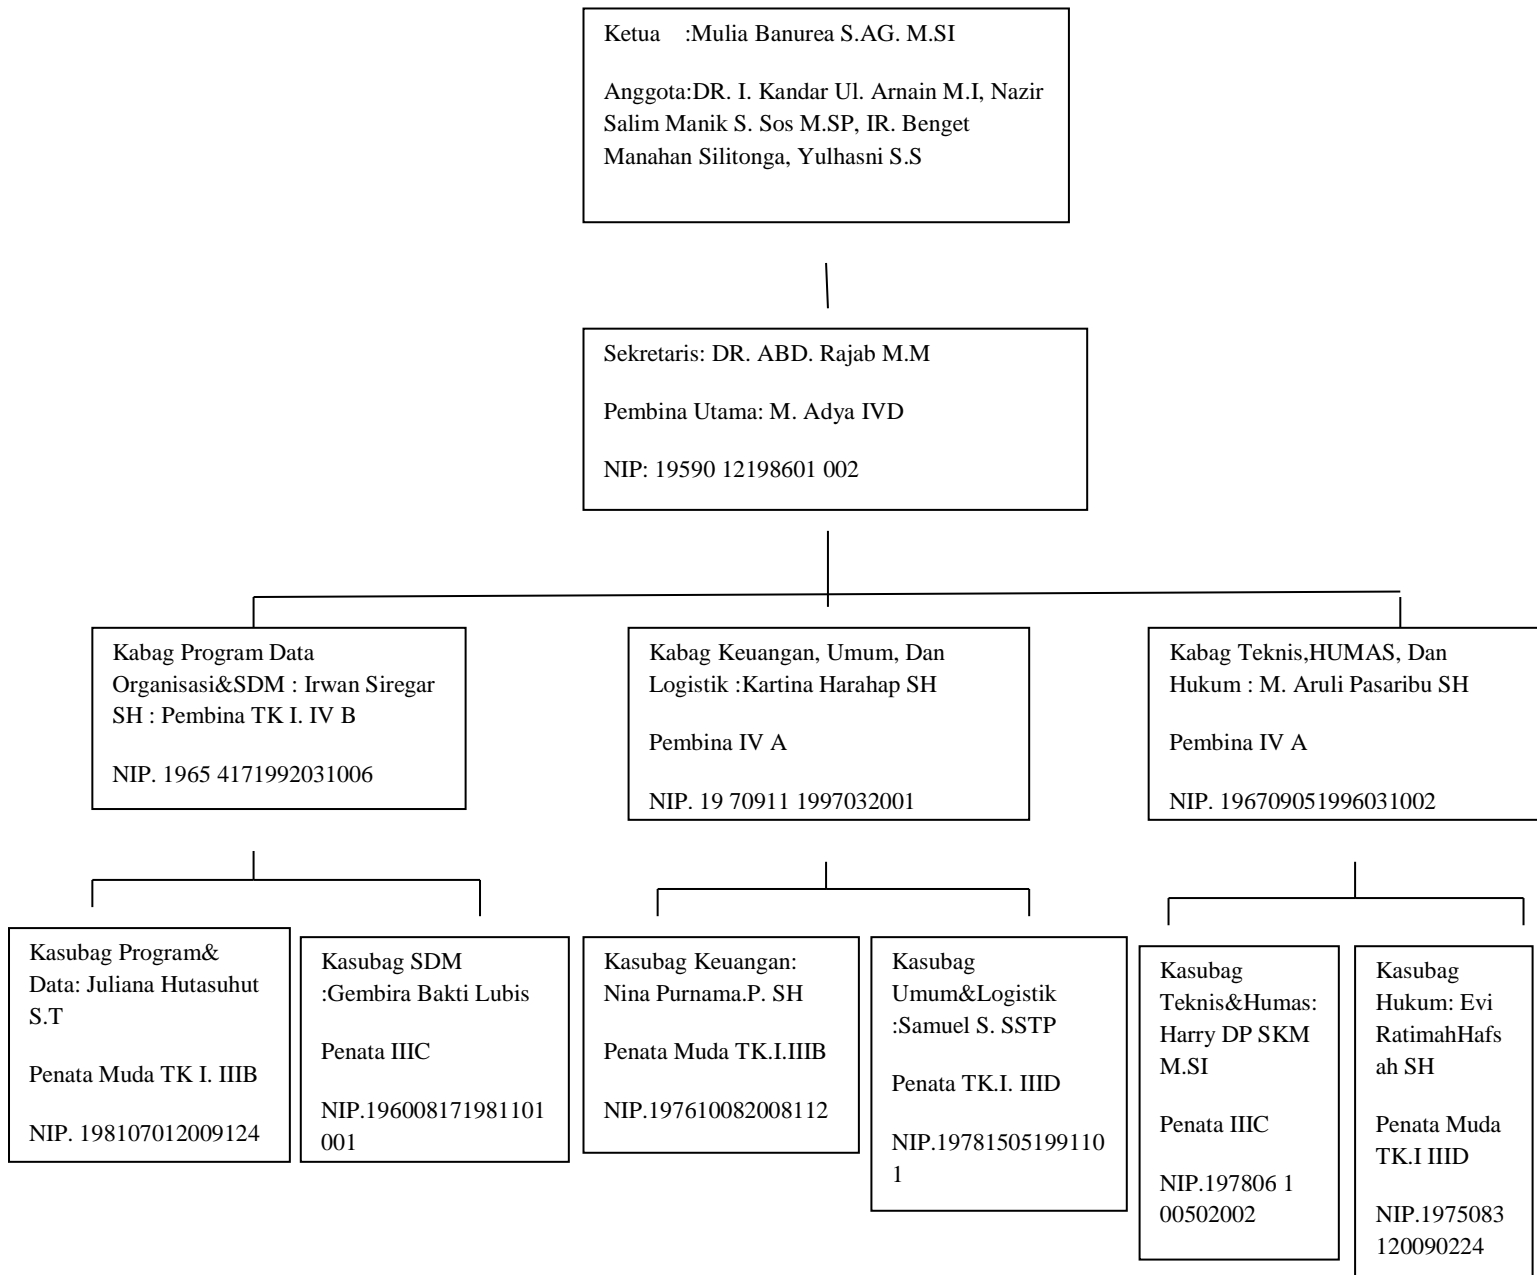 Ketua :Mulia Banurea S.AG. M.SI
Anggota:DR. I. Kandar Ul. Arnain M.I, Nazir
Salim Manik S. Sos M.SP, IR. Benget
Manahan Silitonga, Yulhasni S.S
Sekretaris: DR. ABD. Rajab M.M
Pembina Utama: M. Adya IVD
NIP: 19590 12198601 002
Kabag Program Data
Organisasi&SDM : Irwan Siregar
SH : Pembina TK I. IV B
NIP. 1965 4171992031006
Kabag Keuangan, Umum, Dan
Logistik :Kartina Harahap SH
Pembina IV A
NIP. 19 70911 1997032001
Kabag Teknis,HUMAS, Dan
Hukum : M. Aruli Pasaribu SH
Pembina IV A
NIP. 196709051996031002
Kasubag Program&
Data: Juliana Hutasuhut
S.T
Penata Muda TK I. IIIB
NIP. 198107012009124
Kasubag SDM
:Gembira Bakti Lubis
Penata IIIC
NIP.196008171981101
001
Kasubag Keuangan:
Nina Purnama.P. SH
Penata Muda TK.I.IIIB
NIP.197610082008112
Kasubag
Umum&Logistik
:Samuel S. SSTP
Penata TK.I. IIID
NIP.19781505199110
1
Kasubag
Teknis&Humas:
Harry DP SKM
M.SI
Penata IIIC
NIP.197806 1
00502002
Kasubag
Hukum: Evi
RatimahHafs
ah SH
Penata Muda
TK.I IIID
NIP.1975083
120090224